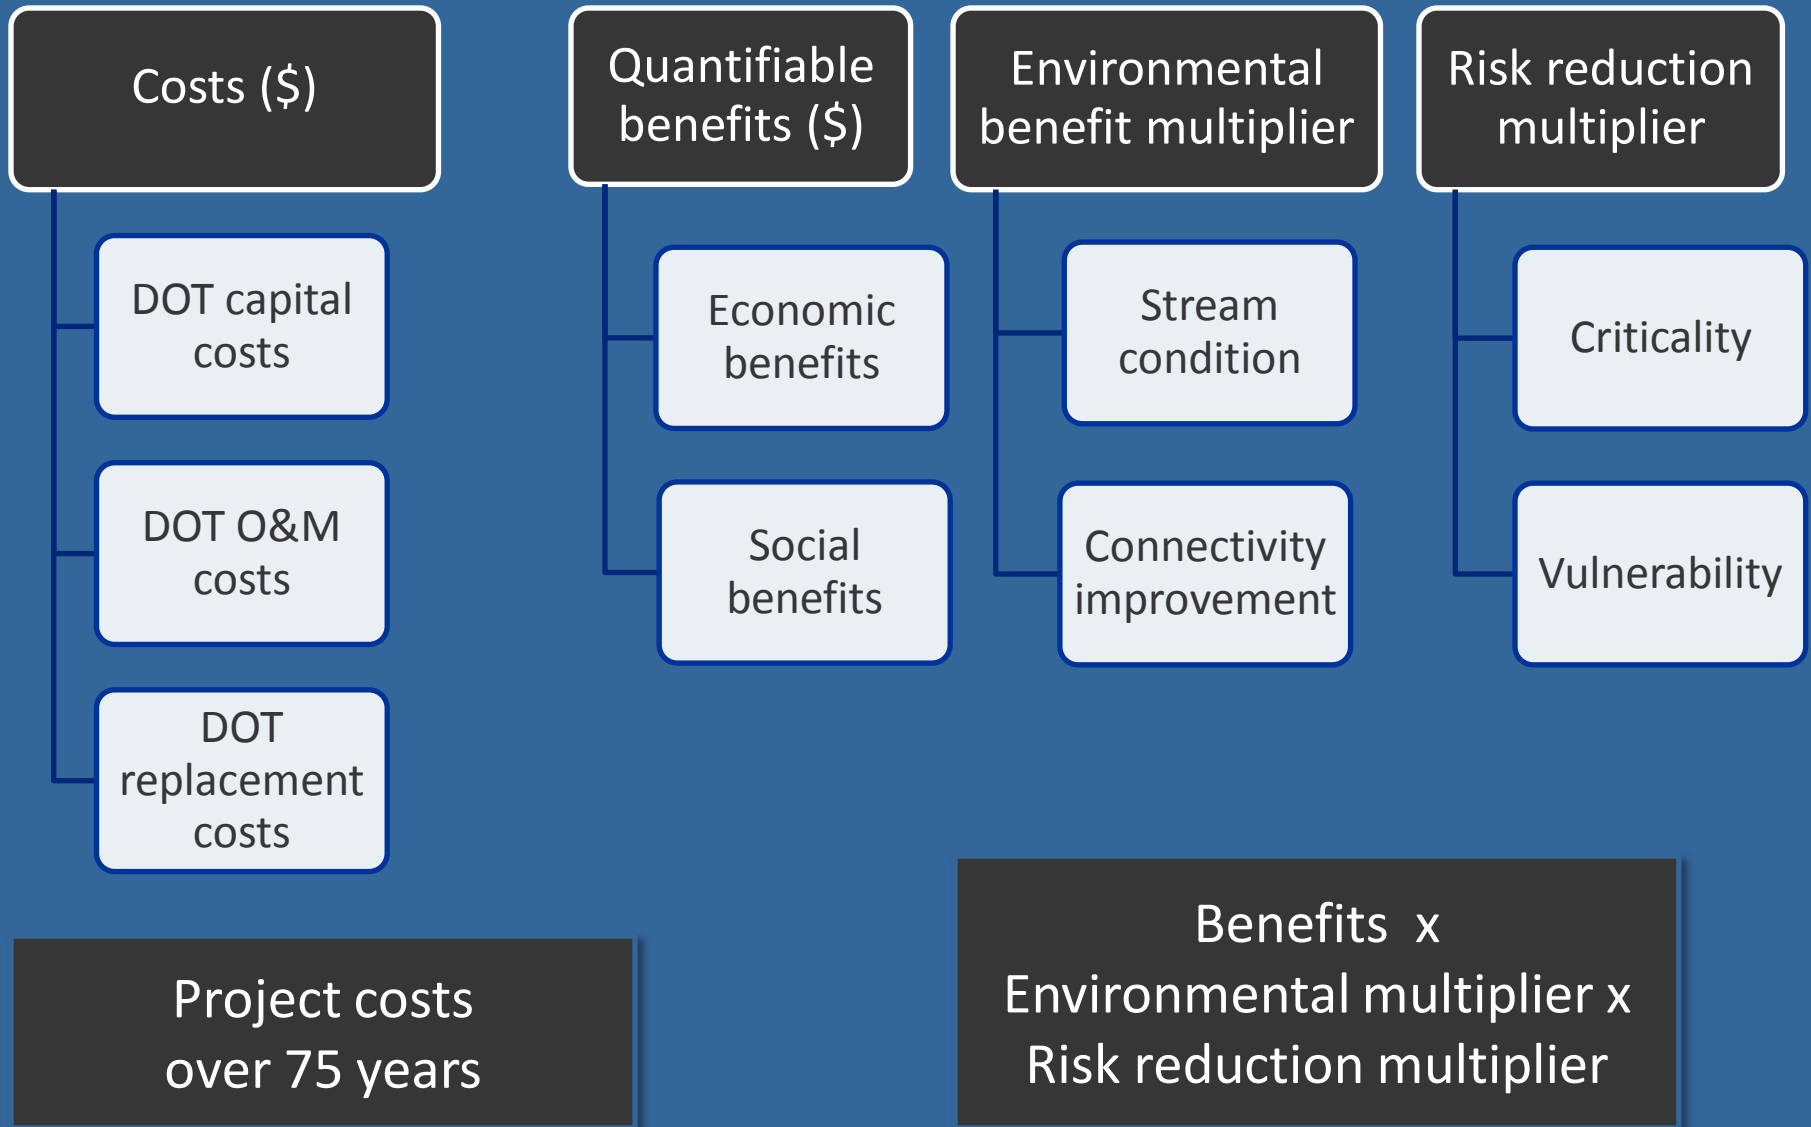 Costs ($)
DOT capital
costs
DOT O&M
costs
DOT
replacement
costs
Quantifiable
benefits ($)
Economic
benefits
Social
benefits
Environmental
benefit multiplier
Stream
condition
Connectivity
improvement
Risk reduction
multiplier
Criticality
Vulnerability
Project costs
over 75 years
Benefits x
Environmental multiplier x
Risk reduction multiplier